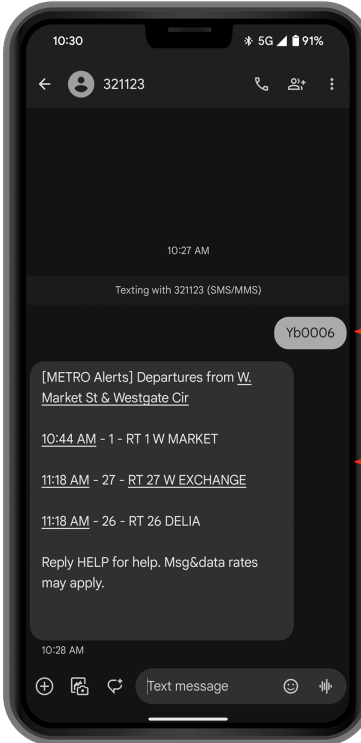 10:30 5G 91%
321123
10:27 AM
Texting with 321123 (SMS/MMS)
Yb0006
[METRO Alerts] Departures from W.
Market St & Westgate Cir
10:44 AM - 1 - RT 1 W MARKET
11:18 AM - 27 - RT 27 W EXCHANGE
11:18 AM - 26 - RT 26 DELIA
Reply HELP for help. Msg&data rates
may apply.
10:28 AM
Text message